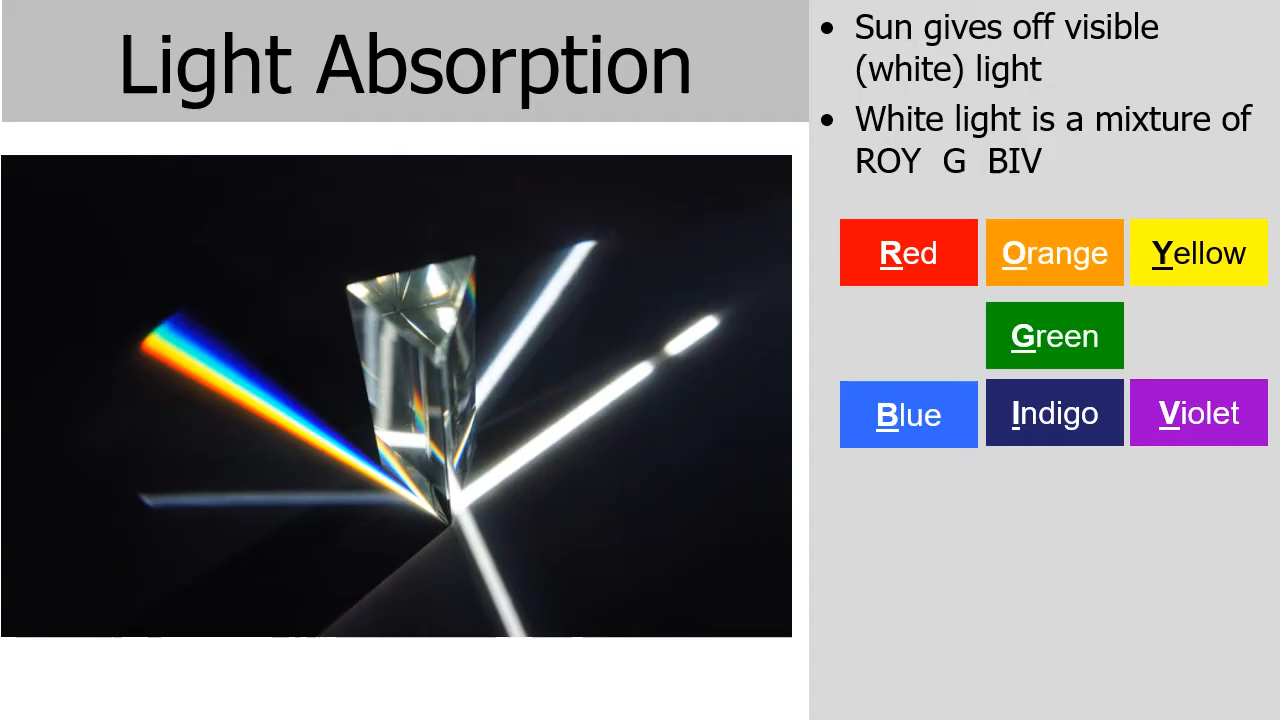 Light Absorption
• Sun gives off visible
(white) light
• White light is a mixture of
ROY  G  BIV
Red
Orange
Yellow
Green
Blue
Indigo
Violet